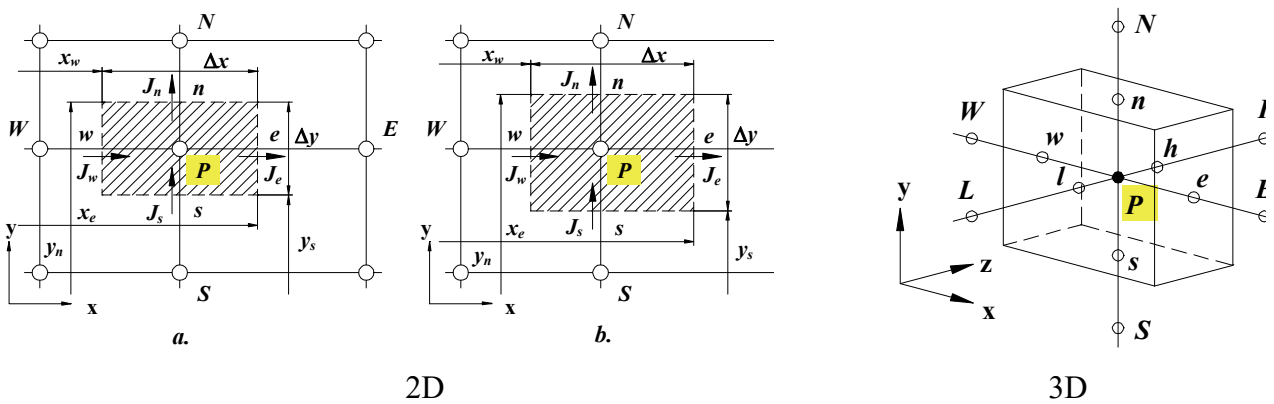 N N N
x_w Δx x_w Δx
J_n n J_n n n
W w e E Δy W w e Δy W w h
J_w P J_e J_w P J_e l e
L P
x_e J_s s y_s x_e J_s s y_s y s
y y_n y y_n z
S S x S
x x
a. b.
2D 3D